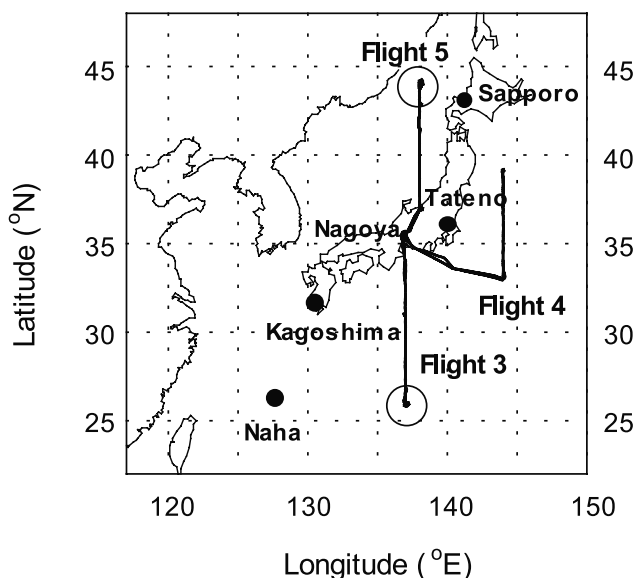 Flight 5
45
45
Sapporo
40
40
Tateno
Nagoya
35
35
Flight 4
30
Kagoshima
30
Flight 3
25
25
Naha
120
130
140
150
Latitude (°N)
Longitude (°E)